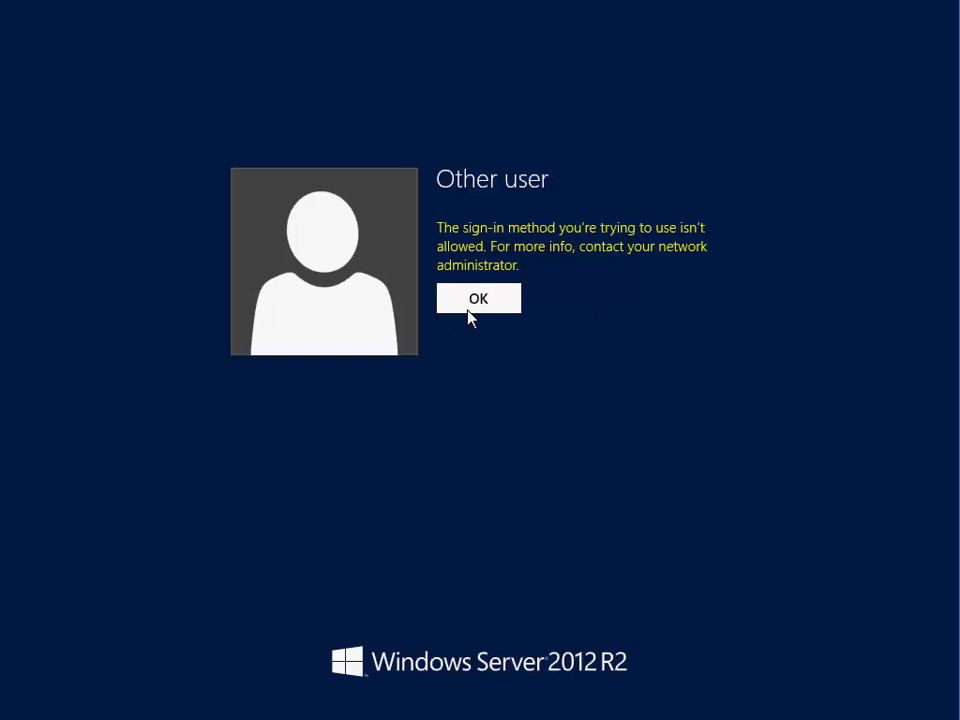 Other user
The sign-in method you're trying to use isn't
allowed. For more info, contact your network
administrator.
OK
Windows Server 2012 R2